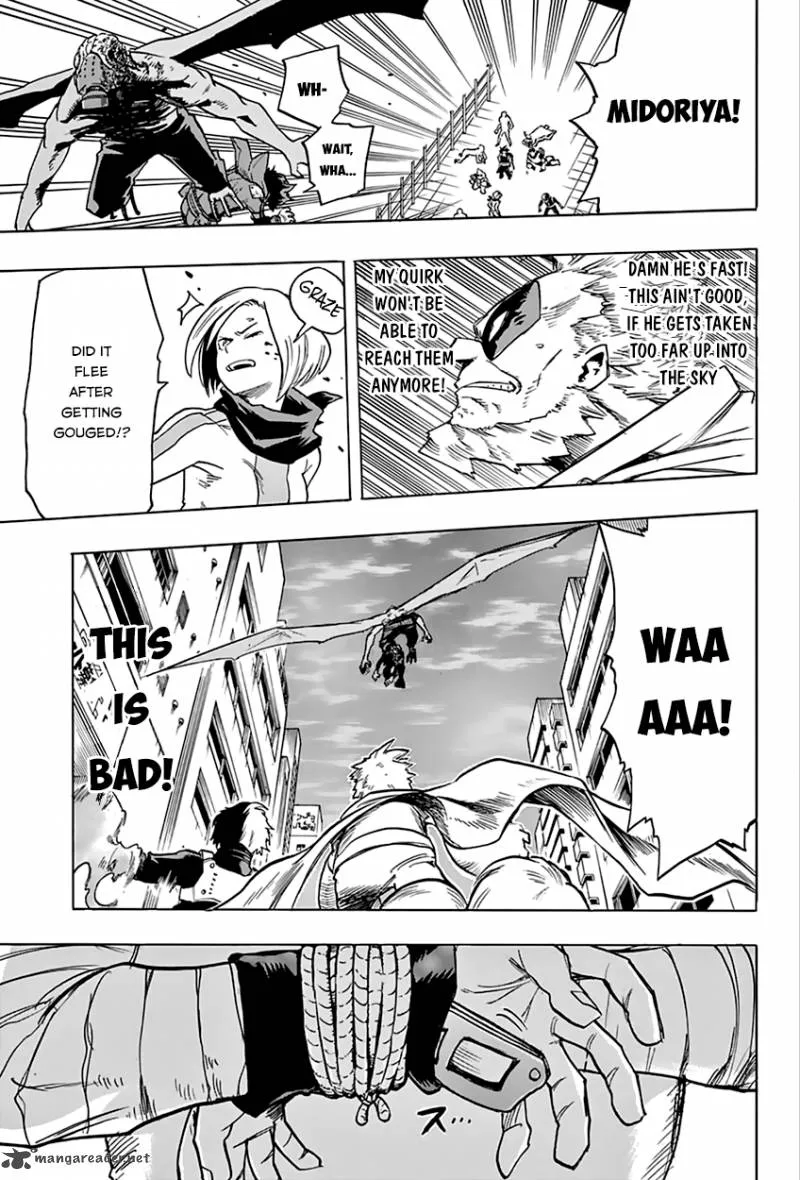 MIDORIYA!
WH-
WAIT,
WHA...
DAMN HE'S FAST!
THIS AIN'T GOOD,
IF HE GETS TAKEN
TOO FAR UP INTO
THE SKY
MY QUIRK
WON'T BE
ABLE TO
REACH THEM
ANYMORE!
GRAZE
DID IT
FLEE
AFTER
GETTING
GOUGED!?
WAA
AAA!
THIS
IS
BAD!
ス...
mangareader.net